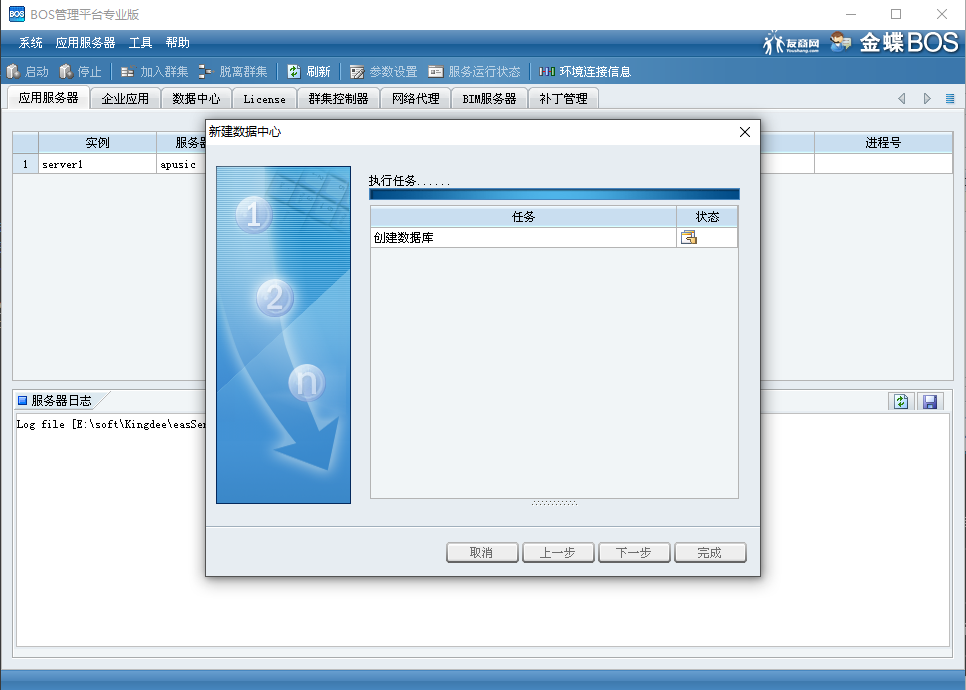 BOS BOS管理平台专业版
系统 应用服务器 工具 帮助
友商网 Youshang.com 金蝶BOS
启动 停止 加入群集 脱离群集 刷新 参数设置 服务运行状态 环境连接信息
应用服务器 企业应用 数据中心 License 群集控制器 网络代理 BIM服务器 补丁管理
实例 服务器 进程号
1 server1 apusic
新建数据中心
1
2
n
执行任务......
任务 状态
创建数据库
取消 上一步 下一步 完成
服务器日志
Log file [E:\soft\Kingdee\easSer